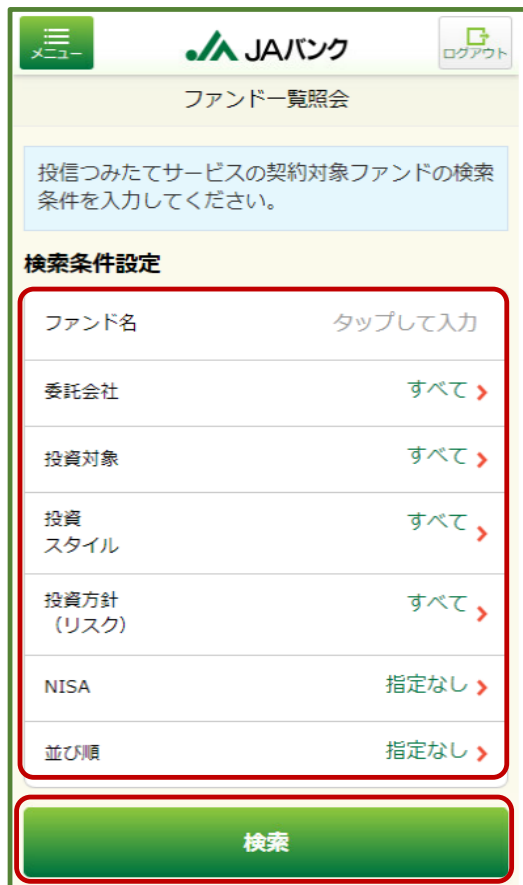 メニュー
JAバンク
ログアウト
ファンド一覧照会
投信つみたてサービスの契約対象ファンドの検索
条件を入力してください。
検索条件設定
ファンド名 タップして入力
委託会社 すべて
投資対象 すべて
投資
スタイル
すべて
投資方針
（リスク）
すべて
NISA 指定なし
並び順 指定なし
検索